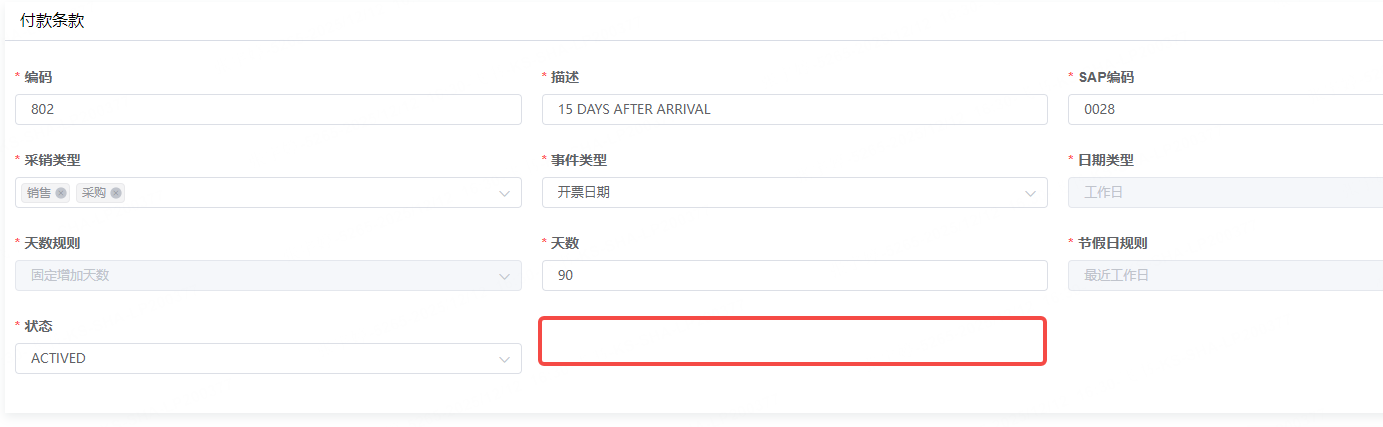 付款条款
* 编码
* 描述
* SAP编码
802
15 DAYS AFTER ARRIVAL
0028
* 采销类型
* 事件类型
* 日期类型
销售 采购
开票日期
工作日
* 天数规则
* 天数
* 节假日规则
固定增加天数
90
最近工作日
* 状态
ACTIVED